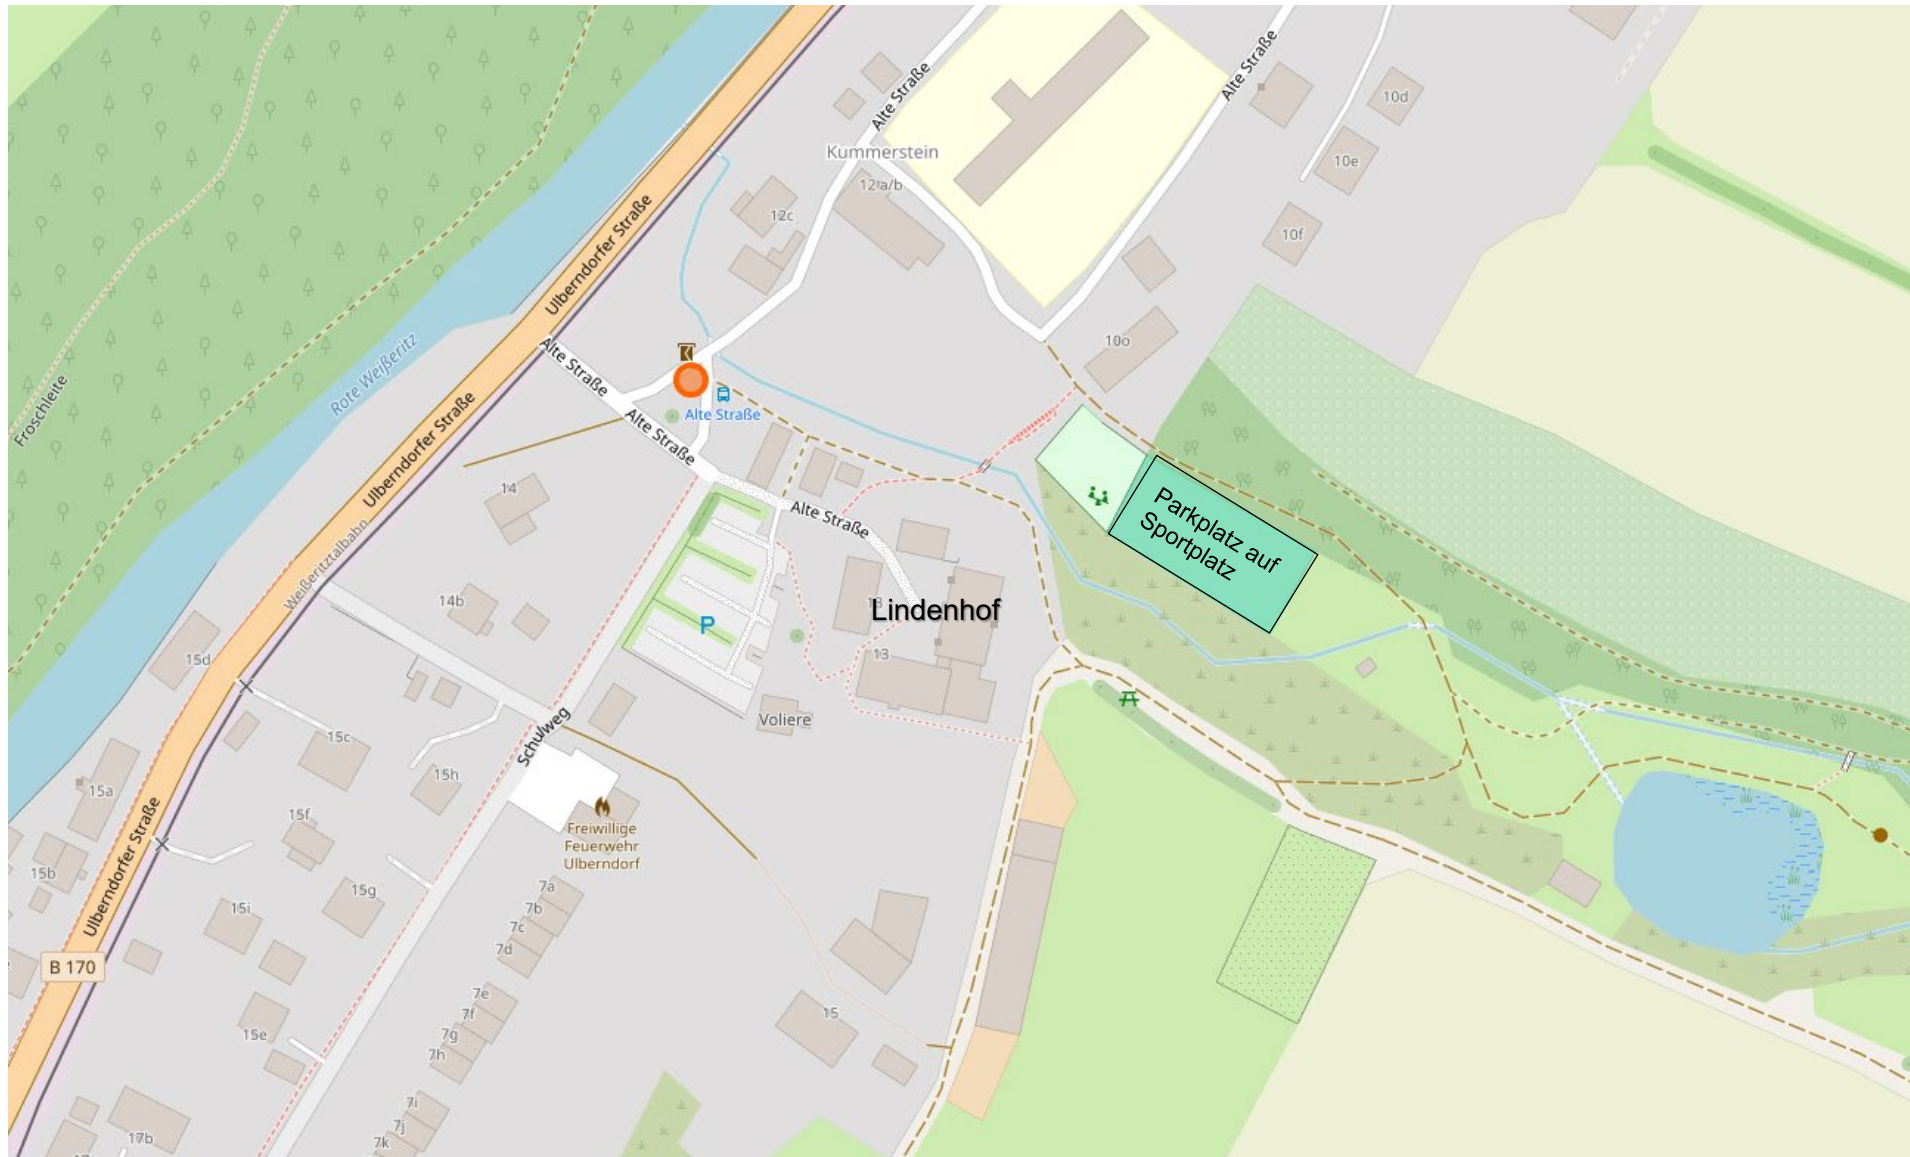 Alte Straße
Alte Straße
10d
Kummerstein
10e
12 a/b
12c
Ulberndorfer Straße
10f
Alte Straße
10o
Rote Weißeritz
Froschleite
Ulberndorfer Straße
Alte Straße
Alte Straße
14
Alte Straße
Parkplatz auf
Sportplatz
Weißeritztalbahn
14b
P
Lindenhof
13
15d
Voliere
Schulweg
15c
15h
15a
15f
Freiwillige
Feuerwehr
Ulberndorf
Ulberndorfer Straße
15b
15g
7a
15i
7b
7c
7d
B 170
7e
7f
15
15e
7g
7h
7i
7j
17b
7k